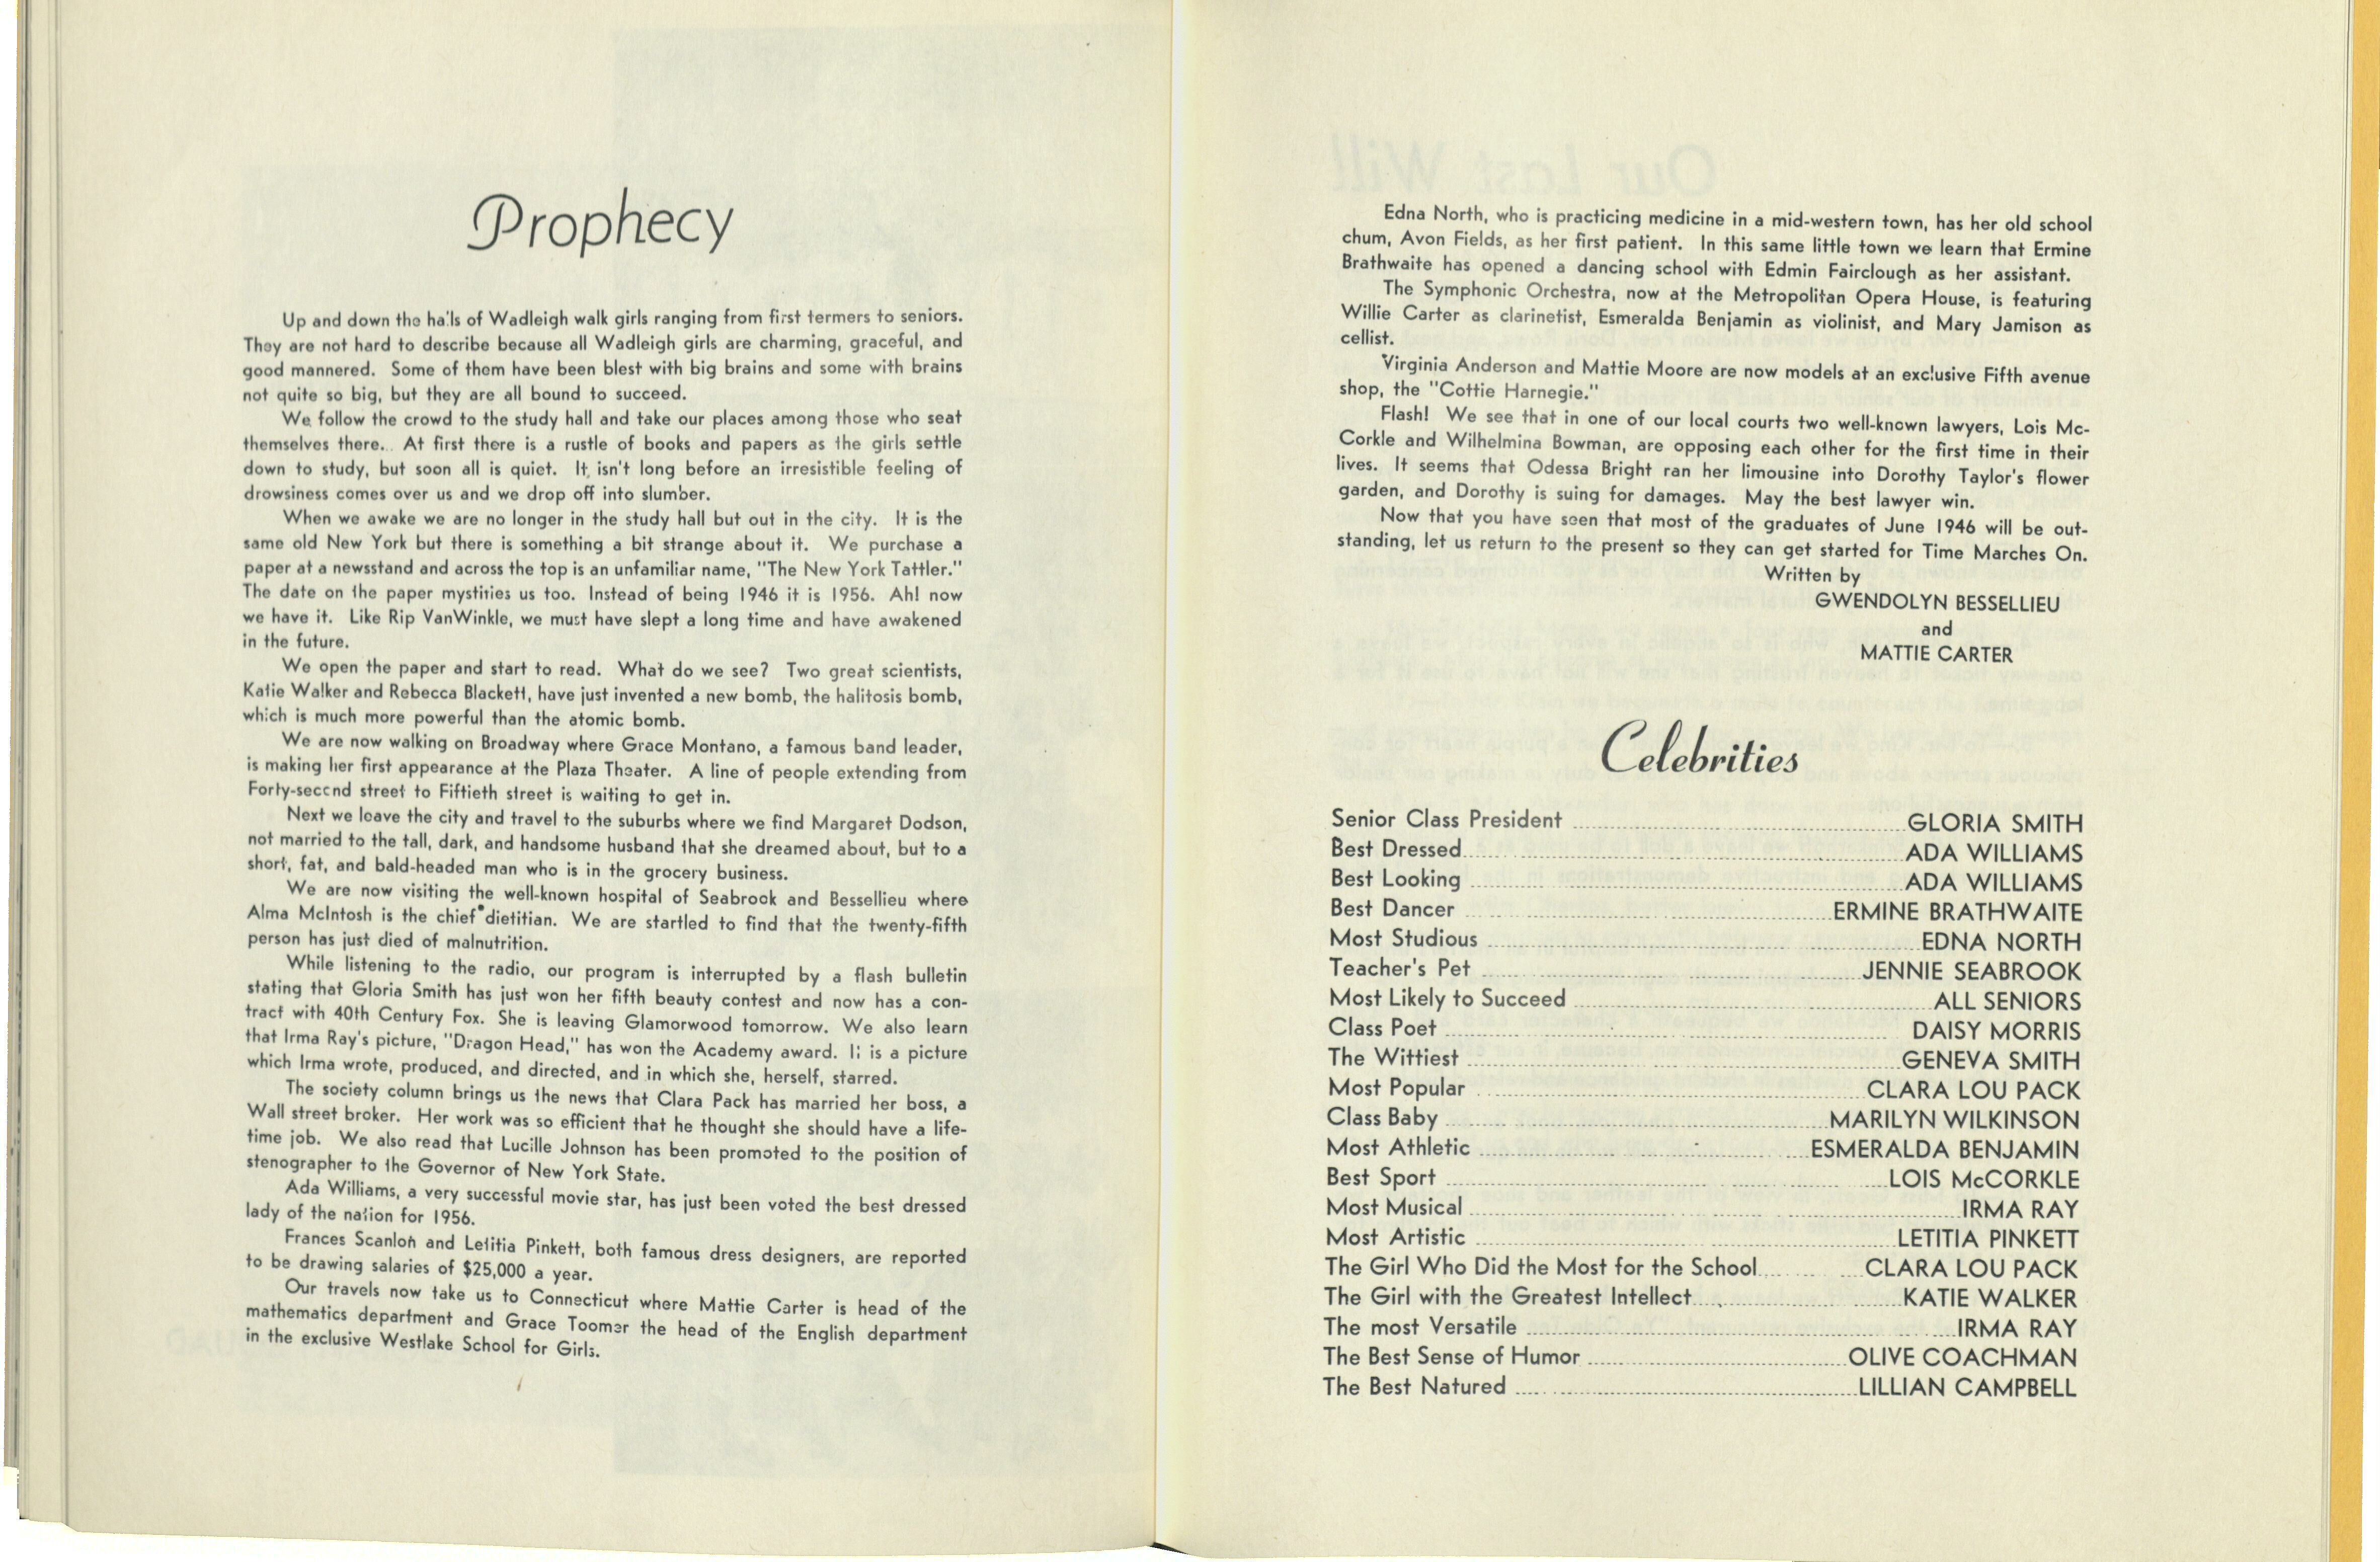 Prophecy
Up and down the halls of Wadleigh walk girls ranging from first termers to seniors.
They are not hard to describe because all Wadleigh girls are charming, graceful, and
good mannered. Some of them have been blest with big brains and some with brains
not quite so big, but they are all bound to succeed.
We follow the crowd to the study hall and take our places among those who seat
themselves there. At first there is a rustle of books and papers as the girls settle
down to study, but soon all is quiet. It isn't long before an irresistible feeling of
drowsiness comes over us and we drop off into slumber.
When we awake we are no longer in the study hall but out in the city. It is the
same old New York but there is something a bit strange about it. We purchase a
paper at a newsstand and across the top is an unfamiliar name, "The New York Tattler."
The date on the paper mystifies us too. Instead of being 1946 it is 1956. Ah! now
we have it. Like Rip VanWinkle, we must have slept a long time and have awakened
in the future.
We open the paper and start to read. What do we see? Two great scientists,
Katie Walker and Rebecca Blackett, have just invented a new bomb, the halitosis bomb,
which is much more powerful than the atomic bomb.
We are now walking on Broadway where Grace Montano, a famous band leader,
is making her first appearance at the Plaza Theater. A line of people extending from
Forty-second street to Fiftieth street is waiting to get in.
Next we leave the city and travel to the suburbs where we find Margaret Dodson,
not married to the tall, dark, and handsome husband that she dreamed about, but to a
short, fat, and bald-headed man who is in the grocery business.
We are now visiting the well-known hospital of Seabrook and Bessellieu where
Alma McIntosh is the chief dietitian. We are startled to find that the twenty-fifth
person has just died of malnutrition.
While listening to the radio, our program is interrupted by a flash bulletin
stating that Gloria Smith has just won her fifth beauty contest and now has a con-
tract with 40th Century Fox. She is leaving Glamorwood tomorrow. We also learn
that Irma Ray's picture, "Dragon Head," has won the Academy award. It is a picture
which Irma wrote, produced, and directed, and in which she, herself, starred.
The society column brings us the news that Clara Pack has married her boss, a
Wall street broker. Her work was so efficient that he thought she should have a life-
time job. We also read that Lucille Johnson has been promoted to the position of
stenographer to the Governor of New York State.
Ada Williams, a very successful movie star, has just been voted the best dressed
lady of the nation for 1956.
Frances Scanlon and Letitia Pinkett, both famous dress designers, are reported
to be drawing salaries of $25,000 a year.
Our travels now take us to Connecticut where Mattie Carter is head of the
mathematics department and Grace Toomer the head of the English department
in the exclusive Westlake School for Girls.
Edna North, who is practicing medicine in a mid-western town, has her old school
chum, Avon Fields, as her first patient. In this same little town we learn that Ermine
Brathwaite has opened a dancing school with Edmin Fairclough as her assistant.
The Symphonic Orchestra, now at the Metropolitan Opera House, is featuring
Willie Carter as clarinetist, Esmeralda Benjamin as violinist, and Mary Jamison as
cellist.
Virginia Anderson and Mattie Moore are now models at an exclusive Fifth avenue
shop, the "Cottie Harnegie."
Flash! We see that in one of our local courts two well-known lawyers, Lois Mc-
Corkle and Wilhelmina Bowman, are opposing each other for the first time in their
lives. It seems that Odessa Bright ran her limousine into Dorothy Taylor's flower
garden, and Dorothy is suing for damages. May the best lawyer win.
Now that you have seen that most of the graduates of June 1946 will be out-
standing, let us return to the present so they can get started for Time Marches On.
Written by
GWENDOLYN BESSELLIEU
and
MATTIE CARTER
Celebrities
Senior Class President GLORIA SMITH
Best Dressed ADA WILLIAMS
Best Looking ADA WILLIAMS
Best Dancer ERMINE BRATHWAITE
Most Studious EDNA NORTH
Teacher's Pet JENNIE SEABROOK
Most Likely to Succeed ALL SENIORS
Class Poet DAISY MORRIS
The Wittiest GENEVA SMITH
Most Popular CLARA LOU PACK
Class Baby MARILYN WILKINSON
Most Athletic ESMERALDA BENJAMIN
Best Sport LOIS McCORKLE
Most Musical IRMA RAY
Most Artistic LETITIA PINKETT
The Girl Who Did the Most for the School CLARA LOU PACK
The Girl with the Greatest Intellect KATIE WALKER
The most Versatile IRMA RAY
The Best Sense of Humor OLIVE COACHMAN
The Best Natured LILLIAN CAMPBELL